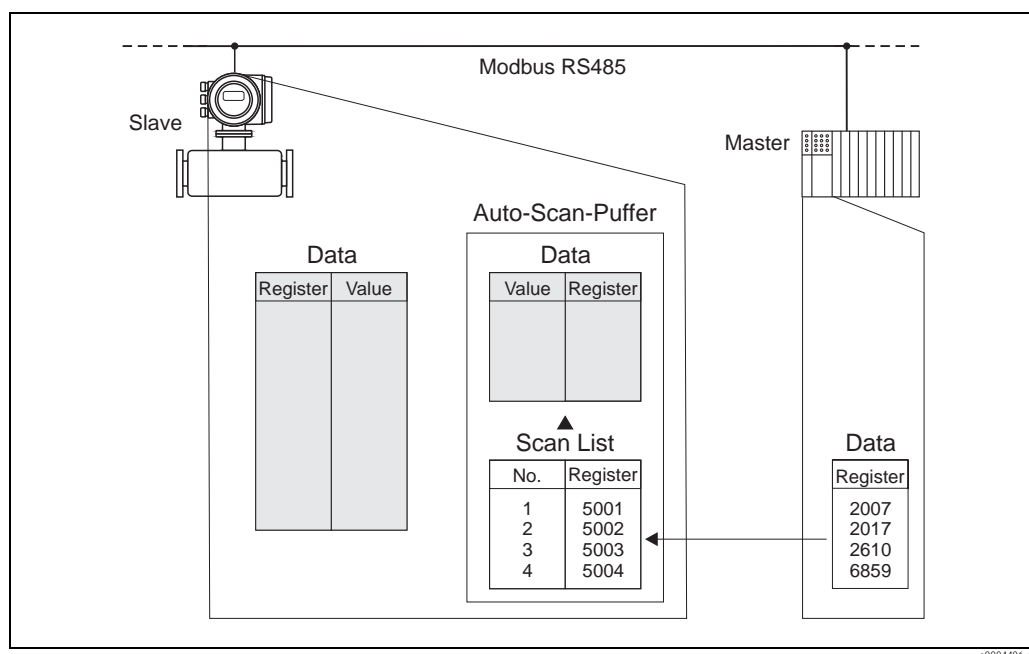 Modbus RS485
Slave
Master
Auto-Scan-Puffer
Data
Register Value
Data
Value Register
Scan List
No. Register
1 5001
2 5002
3 5003
4 5004
Data
Register
2007
2017
2610
6859